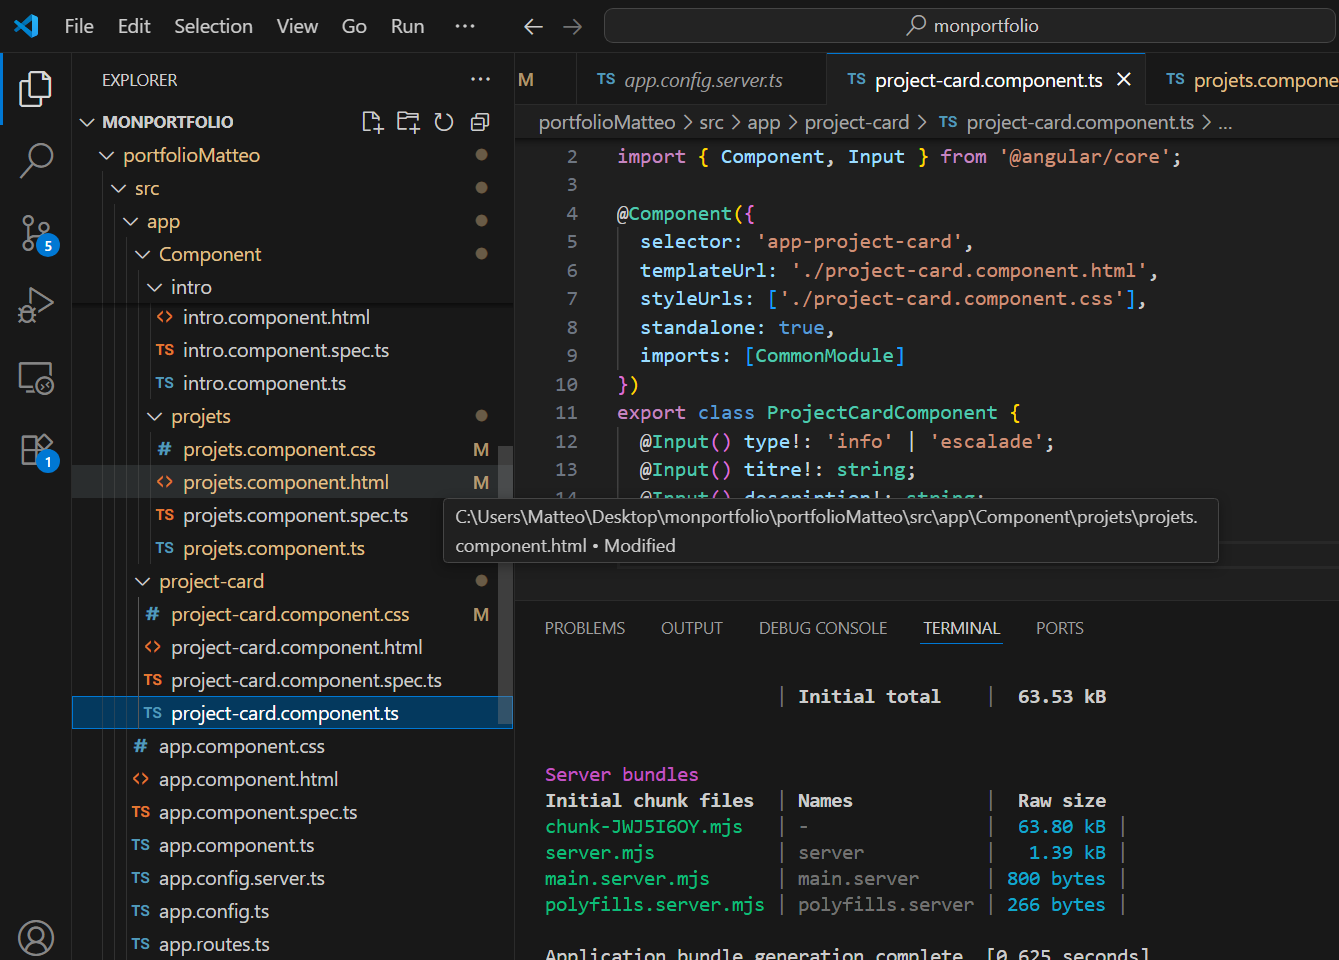 File Edit Selection View Go Run ··· monportfolio
EXPLORER ···
MONPORTFOLIO
portfolioMatteo
src
app
Component
intro
<> intro.component.html
TS intro.component.spec.ts
TS intro.component.ts
projets
# projets.component.css M
<> projets.component.html M
TS projets.component.spec.ts
TS projets.component.ts
project-card
# project-card.component.css M
<> project-card.component.html
TS project-card.component.spec.ts
TS project-card.component.ts
# app.component.css
<> app.component.html
TS app.component.spec.ts
TS app.component.ts
TS app.config.server.ts
TS app.config.ts
TS app.routes.ts
5
1
M TS app.config.server.ts TS project-card.component.ts TS projets.compone
portfolioMatteo > src > app > project-card > TS project-card.component.ts > ...
2 import { Component, Input } from '@angular/core';
3
4 @Component({
5 selector: 'app-project-card',
6 templateUrl: './project-card.component.html',
7 styleUrls: ['./project-card.component.css'],
8 standalone: true,
9 imports: [CommonModule]
10 })
11 export class ProjectCardComponent {
12 @Input() type!: 'info' | 'escalade';
13 @Input() titre!: string;
14 @Input() description!: string;
C:\Users\Matteo\Desktop\monportfolio\portfolioMatteo\src\app\Component\projets\projets.
component.html • Modified
PROBLEMS OUTPUT DEBUG CONSOLE TERMINAL PORTS
| Initial total | 63.53 kB
Server bundles
Initial chunk files | Names | Raw size
chunk-JWJ5I6OY.mjs | - | 63.80 kB |
server.mjs | server | 1.39 kB |
main.server.mjs | main.server | 800 bytes |
polyfills.server.mjs | polyfills.server | 266 bytes |
Application bundle generation complete. [0.625 seconds]